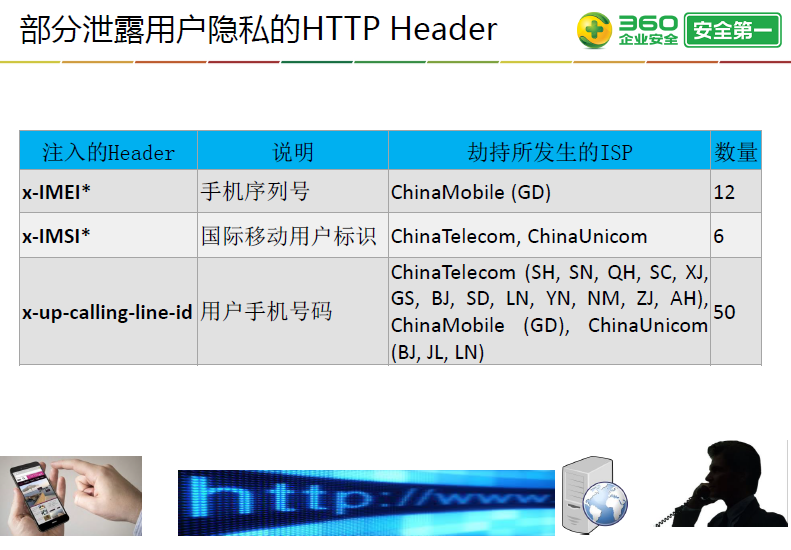 部分泄露用户隐私的HTTP Header
360
企业安全
安全第一
注入的Header 说明 劫持所发生的ISP 数量
x-IMEI* 手机序列号 ChinaMobile (GD) 12
x-IMSI* 国际移动用户标识 ChinaTelecom, ChinaUnicom 6
x-up-calling-line-id 用户手机号码 ChinaTelecom (SH, SN, QH, SC, XJ,
GS, BJ, SD, LN, YN, NM, ZJ, AH),
ChinaMobile (GD), ChinaUnicom
(BJ, JL, LN)
50
http://www